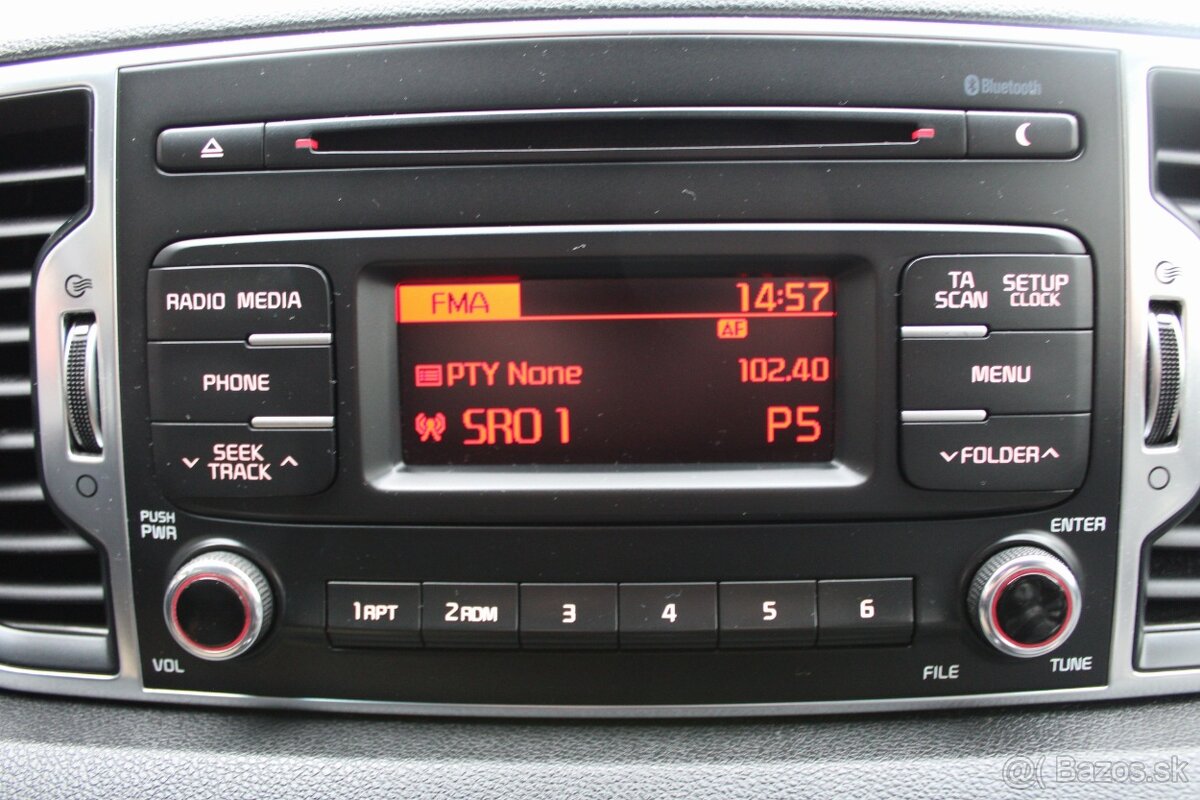 Bluetooth
RADIO MEDIA
PHONE
SEEK
TRACK
FMA
14:57
AF
PTY None
102.40
SRO 1
P5
TA
SCAN
SETUP
CLOCK
MENU
FOLDER
PUSH
PWR
VOL
1 RPT
2 RDM
3
4
5
6
ENTER
FILE
TUNE
@( Bazos.sk